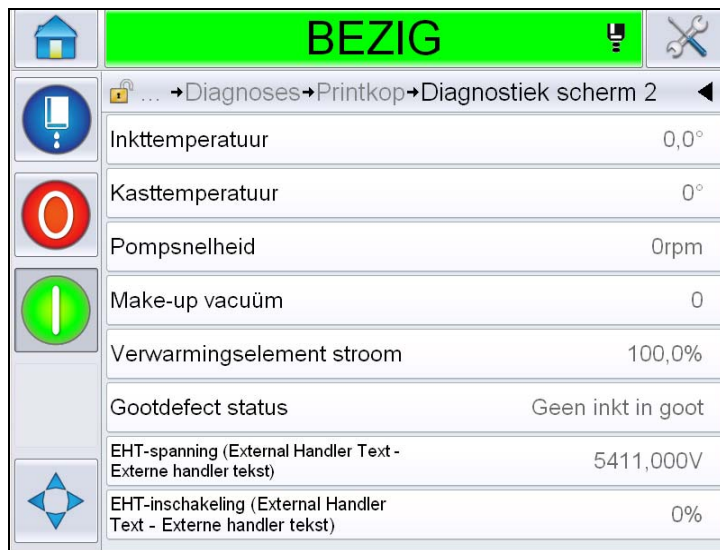 BEZIG
... →Diagnoses→Printkop→Diagnostiek scherm 2
Inkttemperatuur 0,0°
Kasttemperatuur 0°
Pompsnelheid 0rpm
Make-up vacuüm 0
Verwarmingselement stroom 100,0%
Gootdefect status Geen inkt in goot
EHT-spanning (External Handler Text -
Externe handler tekst) 5411,000V
EHT-inschakeling (External Handler
Text - Externe handler tekst) 0%